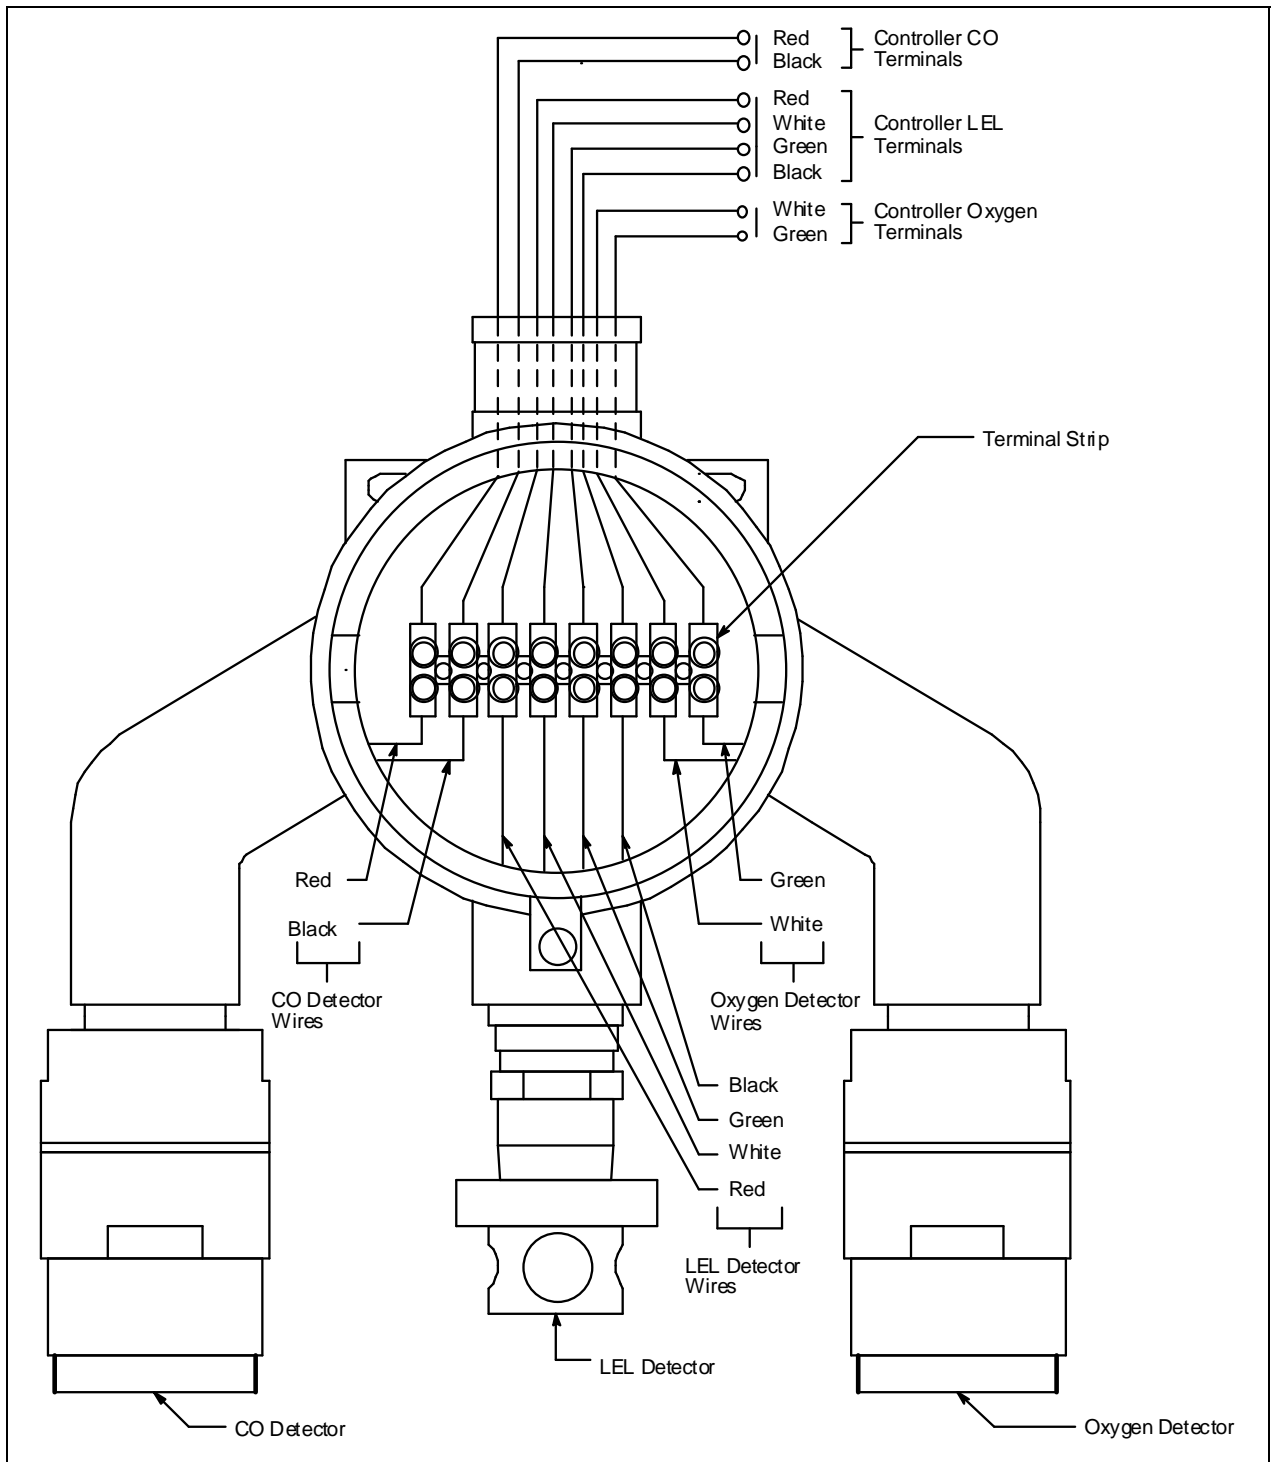 Red
Black
Controller CO
Terminals
Red
White
Green
Black
Controller LEL
Terminals
White
Green
Controller Oxygen
Terminals
Terminal Strip
Red
Black
CO Detector
Wires
Green
White
Oxygen Detector
Wires
Black
Green
White
Red
LEL Detector
Wires
LEL Detector
CO Detector
Oxygen Detector